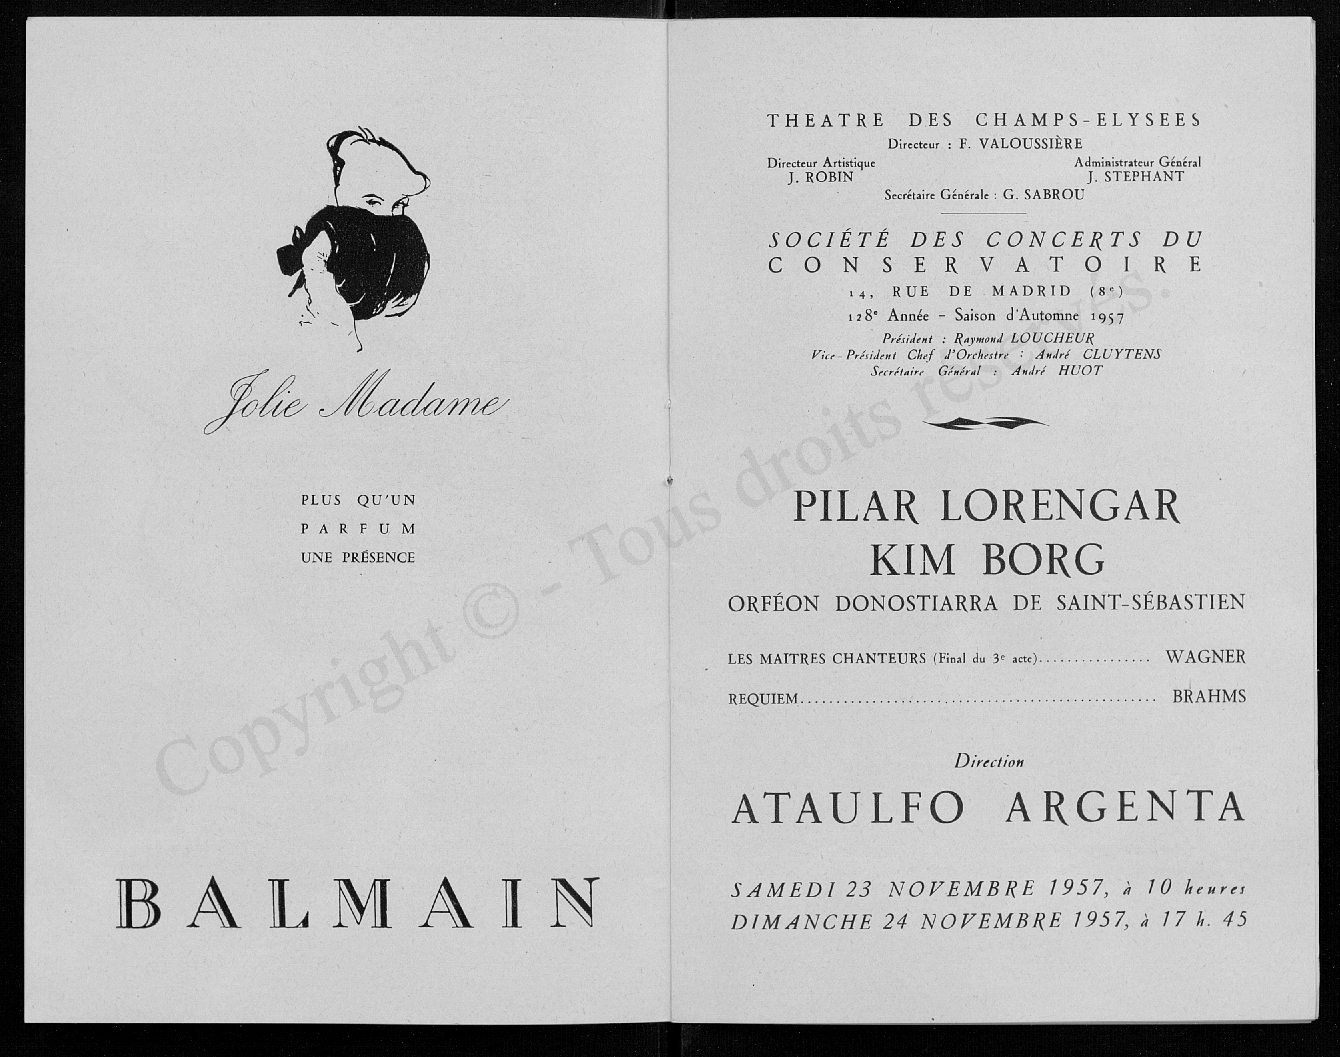 Jolie Madame
PLUS QU'UN
PARFUM
UNE PRÉSENCE
BALMAIN
THEATRE DES CHAMPS-ELYSEES
Directeur : F. VALOUSSIÈRE
Directeur Artistique Administrateur Général
J. ROBIN J. STEPHANT
Secrétaire Générale : G. SABROU
SOCIÉTÉ DES CONCERTS DU
CONSERVATOIRE
14, RUE DE MADRID (8e)
128e Année - Saison d'Automne 1957
Président : Raymond LOUCHEUR
Vice-Président Chef d'Orchestre : André CLUYTENS
Secrétaire Général : André HUOT
PILAR LORENGAR
KIM BORG
ORFÉON DONOSTIARRA DE SAINT-SÉBASTIEN
LES MAITRES CHANTEURS (Final du 3e acte)................ WAGNER
REQUIEM.................................................. BRAHMS
Direction
ATAULFO ARGENTA
SAMEDI 23 NOVEMBRE 1957, à 10 heures
DIMANCHE 24 NOVEMBRE 1957, à 17 h. 45
Copyright © - Tous droits réservés.